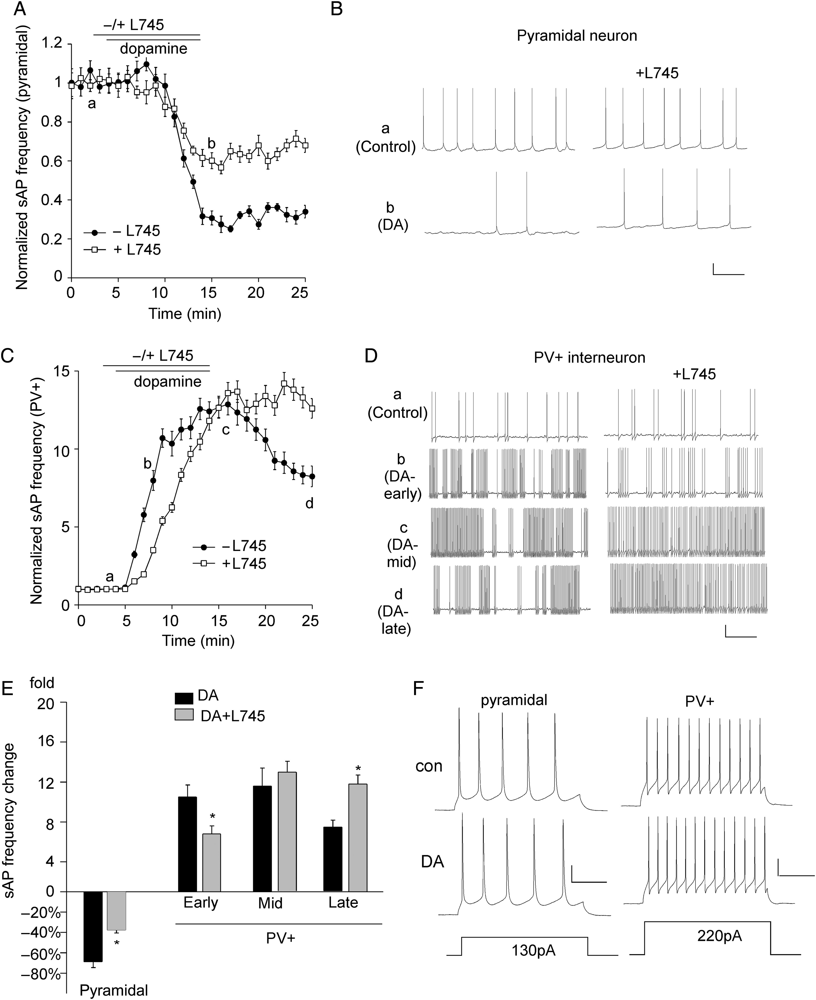 A
–/+ L745
dopamine
Normalized sAP frequency (pyramidal)
1.2
1
0.8
0.6
0.4
0.2
0
a
b
– L745
+ L745
0 5 10 15 20 25
Time (min)
B
Pyramidal neuron
+L745
a
(Control)
b
(DA)
C
–/+ L745
dopamine
Normalized sAP frequency (PV+)
15
10
5
0
a
b
c
d
–L745
+L745
0 5 10 15 20 25
Time (min)
D
PV+ interneuron
+L745
a
(Control)
b
(DA-
early)
c
(DA-
mid)
d
(DA-
late)
E
fold
sAP frequency change
20
16
12
8
4
0
–20%
–40%
–60%
–80%
DA
DA+L745
*
*
*
Early Mid Late
PV+
Pyramidal
F
pyramidal PV+
con
DA
130pA
220pA